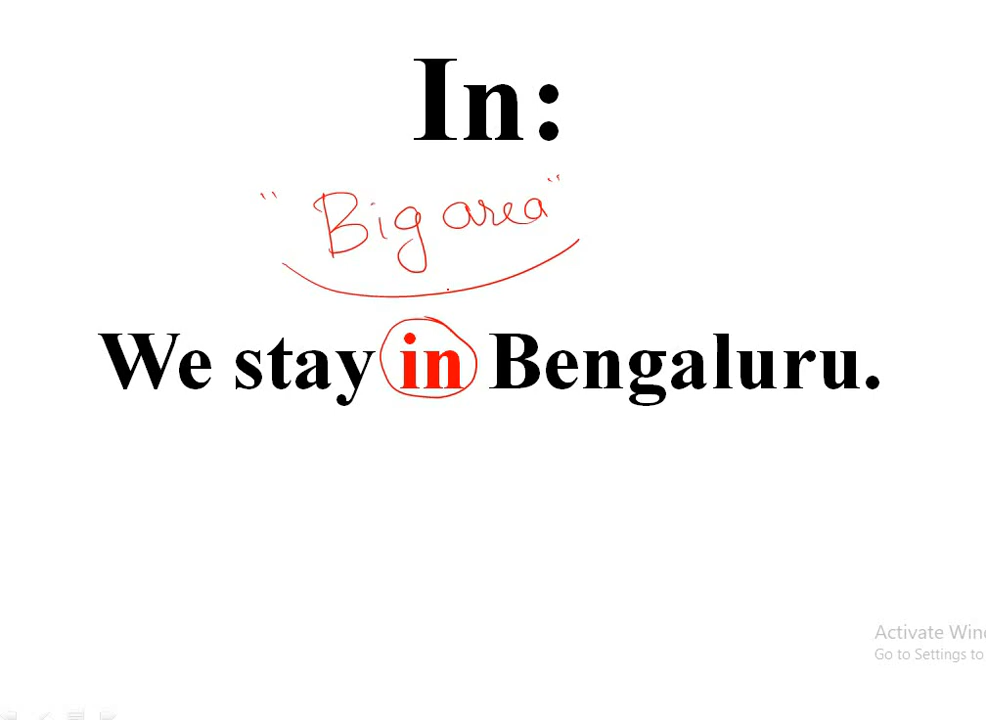 In:
"Big area"
We stay in Bengaluru.
Activate Win
Go to Settings to